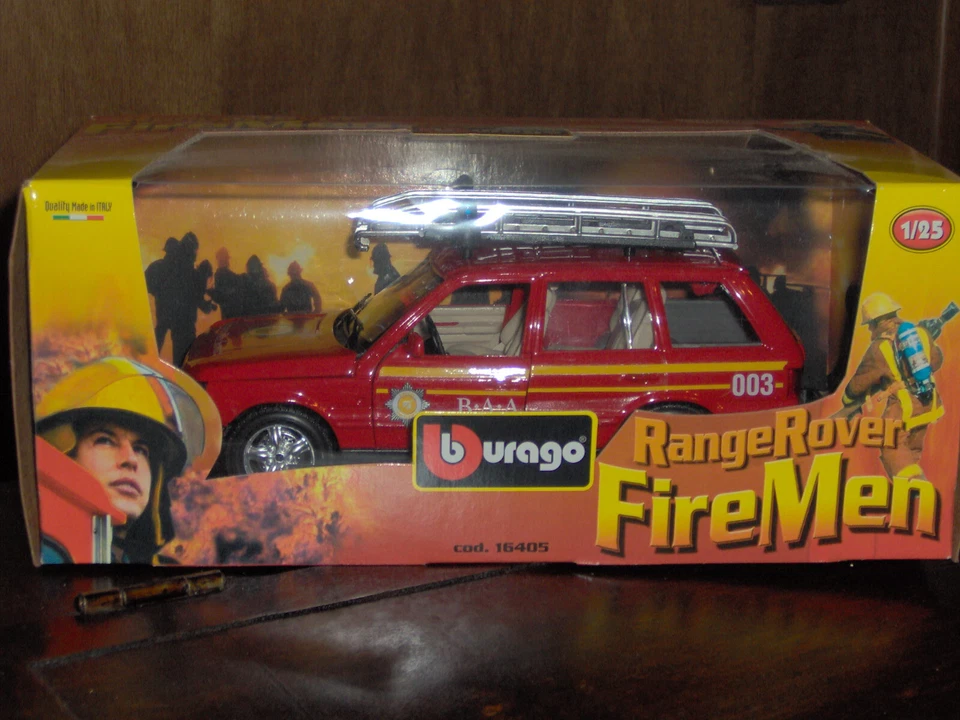 Quality Made in ITALY
1/25
003
B.A.A
burago®
RangeRover
FireMen
cod. 16405